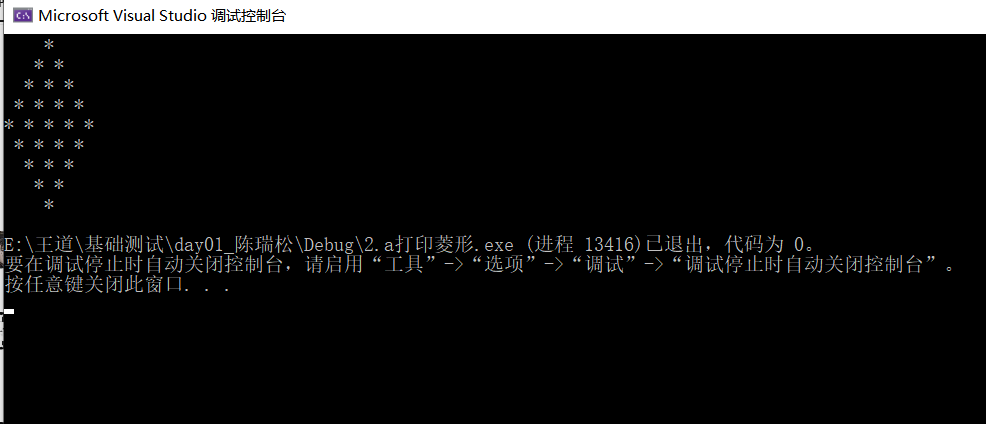 Microsoft Visual Studio 调试控制台
    *
   * *
  * * *
 * * * *
* * * * *
 * * * *
  * * *
   * *
    *
E:\王道\基础测试\day01_陈瑞松\Debug\2.a打印菱形.exe (进程 13416)已退出，代码为 0。
要在调试停止时自动关闭控制台，请启用“工具”->“选项”->“调试”->“调试停止时自动关闭控制台”。
按任意键关闭此窗口. . .